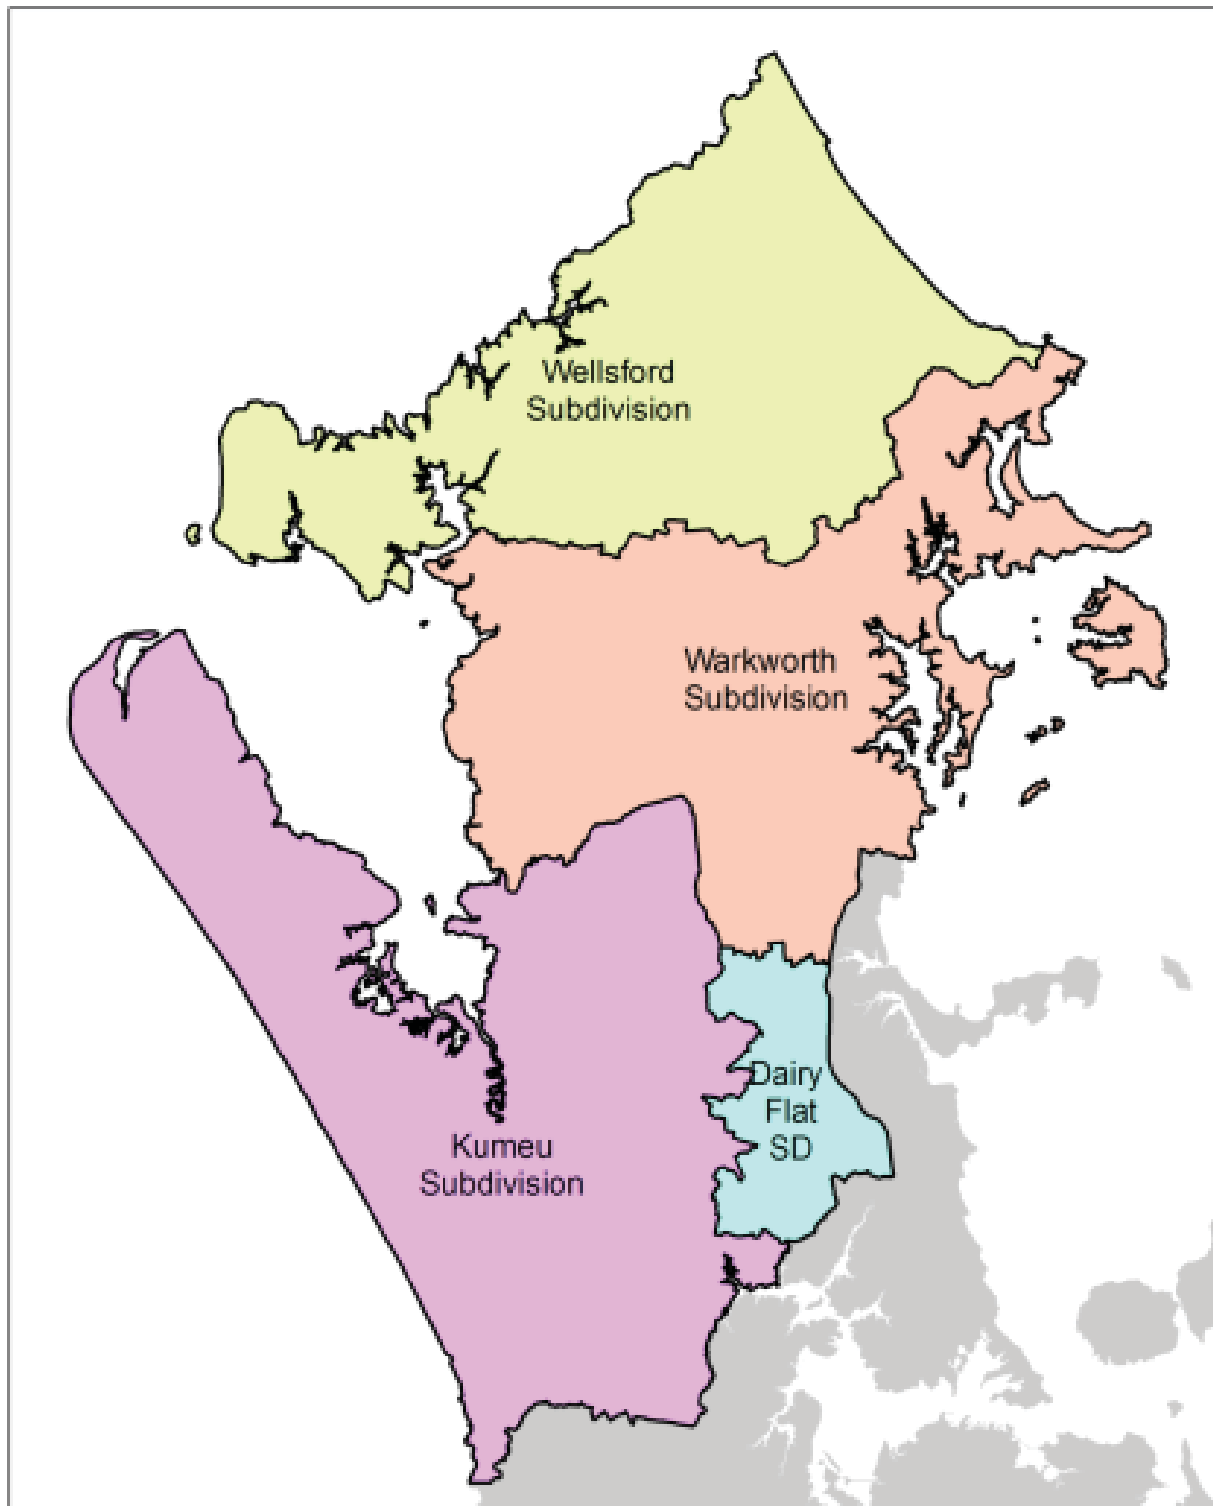 Wellsford
Subdivision
Warkworth
Subdivision
Dairy
Flat
SD
Kumeu
Subdivision